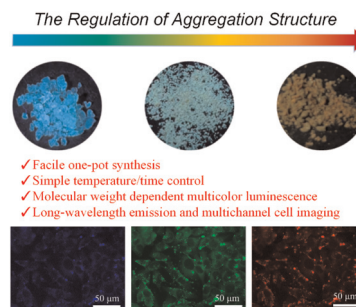 The Regulation of Aggregation Structure
✓ Facile one-pot synthesis
✓ Simple temperature/time control
✓ Molecular weight dependent multicolor luminescence
✓ Long-wavelength emission and multichannel cell imaging
50 μm
50 μm
50 μm